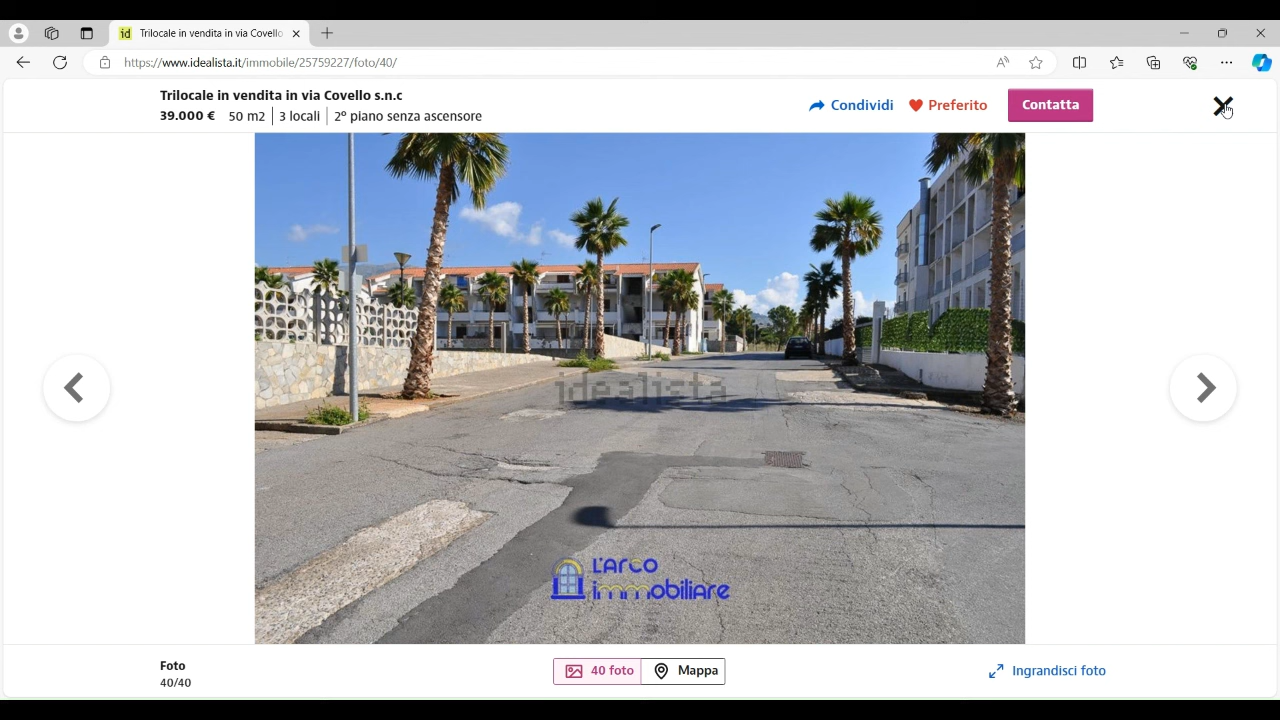 id Trilocale in vendita in via Covello
https://www.idealista.it/immobile/25759227/foto/40/
Trilocale in vendita in via Covello s.n.c
39.000 € 50 m2 3 locali 2º piano senza ascensore
Condividi Preferito Contatta
idealista
L'ARCO
immobiliare
Foto
40/40
40 foto Mappa
Ingrandisci foto